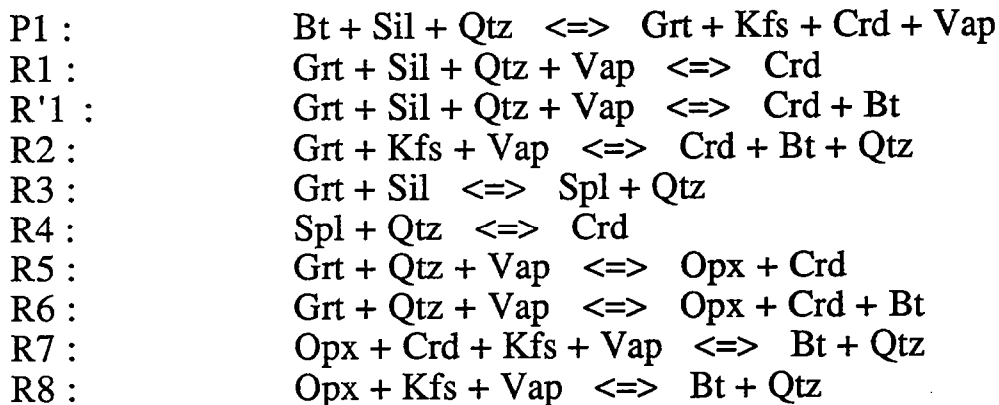 P1 : Bt + Sil + Qtz <=> Grt + Kfs + Crd + Vap
R1 : Grt + Sil + Qtz + Vap <=> Crd
R'1 : Grt + Sil + Qtz + Vap <=> Crd + Bt
R2 : Grt + Kfs + Vap <=> Crd + Bt + Qtz
R3 : Grt + Sil <=> Spl + Qtz
R4 : Spl + Qtz <=> Crd
R5 : Grt + Qtz + Vap <=> Opx + Crd
R6 : Grt + Qtz + Vap <=> Opx + Crd + Bt
R7 : Opx + Crd + Kfs + Vap <=> Bt + Qtz
R8 : Opx + Kfs + Vap <=> Bt + Qtz